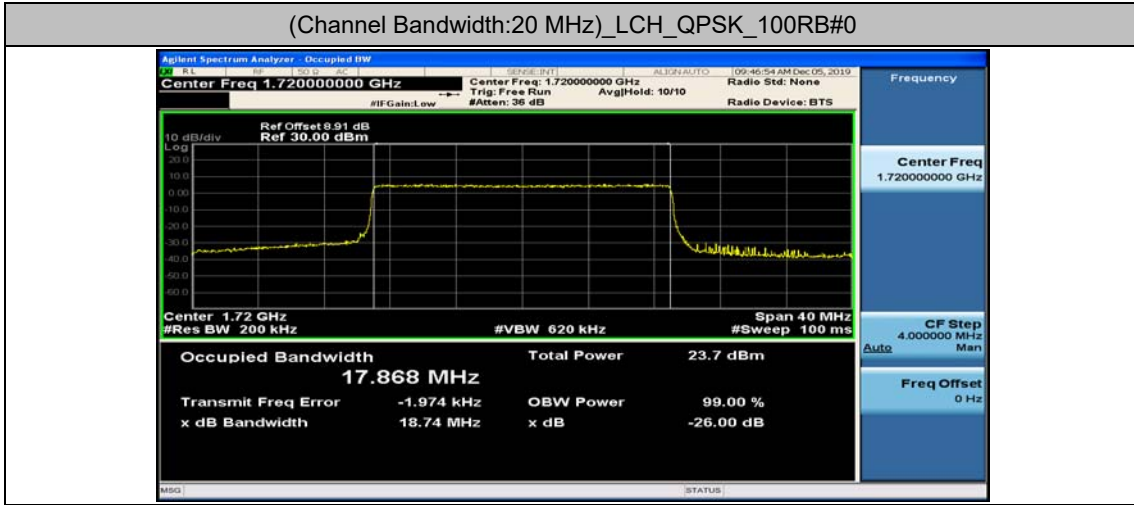 (Channel Bandwidth:20 MHz)_LCH_QPSK_100RB#0
Agilent Spectrum Analyzer - Occupied BW
RL RF 50 Ω AC SENSE:INT ALIGN AUTO 09:46:54 AM Dec 05, 2019
Center Freq 1.720000000 GHz
Center Freq: 1.720000000 GHz
Radio Std: None
Trig: Free Run
Avg|Hold: 10/10
#IFGain:Low
#Atten: 36 dB
Radio Device: BTS
Frequency
Ref Offset 8.91 dB
10 dB/div
Ref 30.00 dBm
Log
20.0
10.0
0.00
-10.0
-20.0
-30.0
-40.0
-50.0
-60.0
Center Freq
1.720000000 GHz
Center 1.72 GHz
Span 40 MHz
#Res BW 200 kHz
#VBW 620 kHz
#Sweep 100 ms
CF Step
4.000000 MHz
Auto Man
Occupied Bandwidth
Total Power 23.7 dBm
17.868 MHz
Freq Offset
0 Hz
Transmit Freq Error -1.974 kHz OBW Power 99.00 %
x dB Bandwidth 18.74 MHz x dB -26.00 dB
MSG STATUS